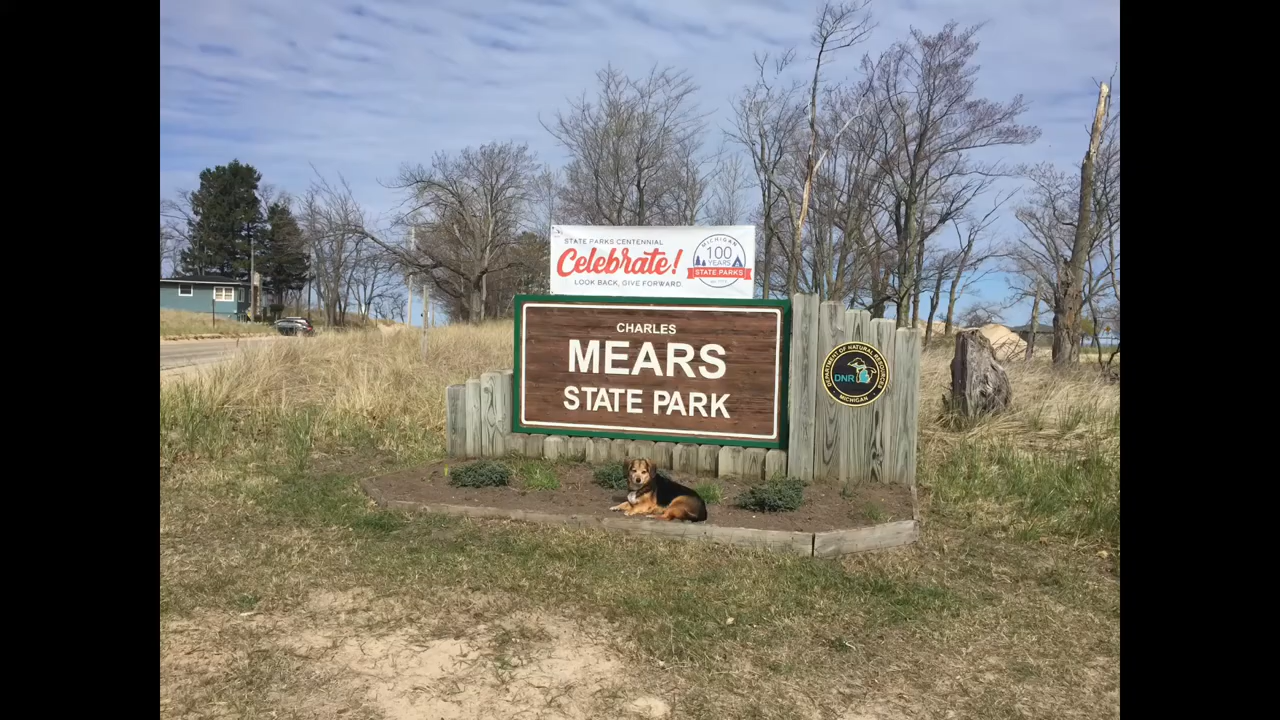 STATE PARKS CENTENNIAL
Celebrate!
LOOK BACK, GIVE FORWARD
MICHIGAN
100
YEARS
STATE PARKS
CHARLES
MEARS
STATE PARK
DEPARTMENT OF NATURAL RESOURCES
DNR
MICHIGAN